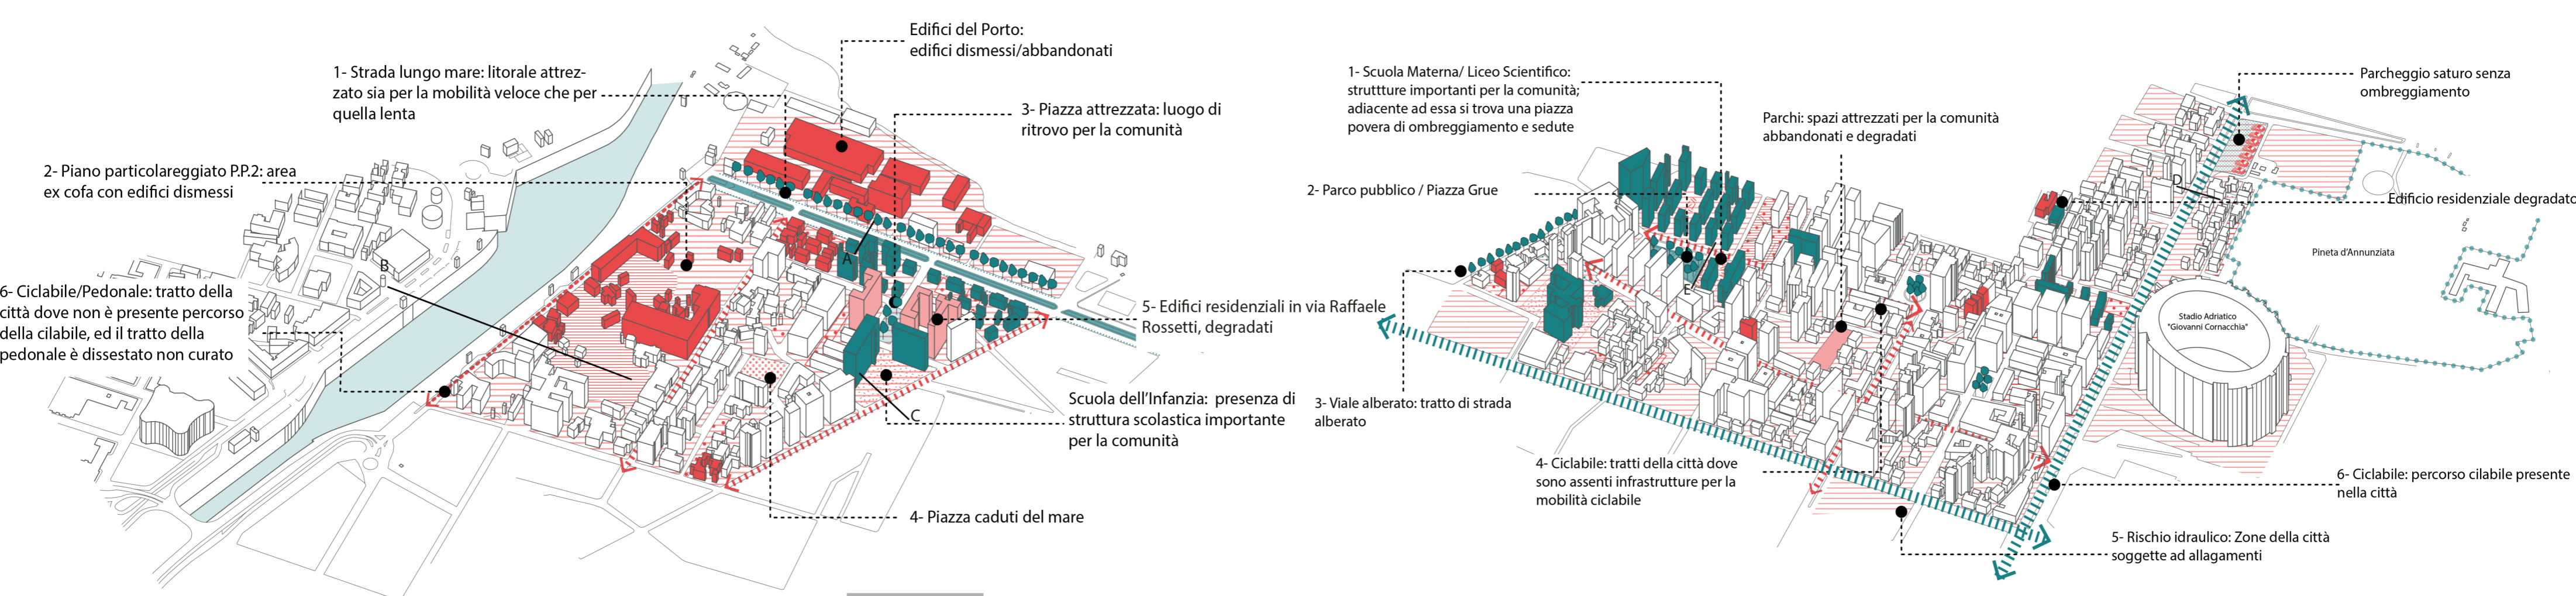 Edifici del Porto:
edifici dismessi/abbandonati
1- Strada lungo mare: litorale attrez-
zato sia per la mobilità veloce che per
quella lenta
3- Piazza attrezzata: luogo di
ritrovo per la comunità
2- Piano particolareggiato P.P.2: area
ex cofa con edifici dismessi
A
B
6- Ciclabile/Pedonale: tratto della
città dove non è presente percorso
della cilabile, ed il tratto della
pedonale è dissestato non curato
5- Edifici residenziali in via Raffaele
Rossetti, degradati
Scuola dell'Infanzia:  presenza di
struttura scolastica importante
per la comunità
C
4- Piazza caduti del mare
1- Scuola Materna/ Liceo Scientifico:
struttture importanti per la comunità;
adiacente ad essa si trova una piazza
povera di ombreggiamento e sedute
Parcheggio saturo senza
ombreggiamento
Parchi: spazi attrezzati per la comunità
abbandonati e degradati
2- Parco pubblico / Piazza Grue
D
Edificio residenziale degradato
Pineta d'Annunziata
E
Stadio Adriatico
"Giovanni Cornacchia"
3- Viale alberato: tratto di strada
alberato
4- Ciclabile: tratti della città dove
sono assenti infrastrutture per la
mobilità ciclabile
6- Ciclabile: percorso cilabile presente
nella città
5- Rischio idraulico: Zone della città
soggette ad allagamenti